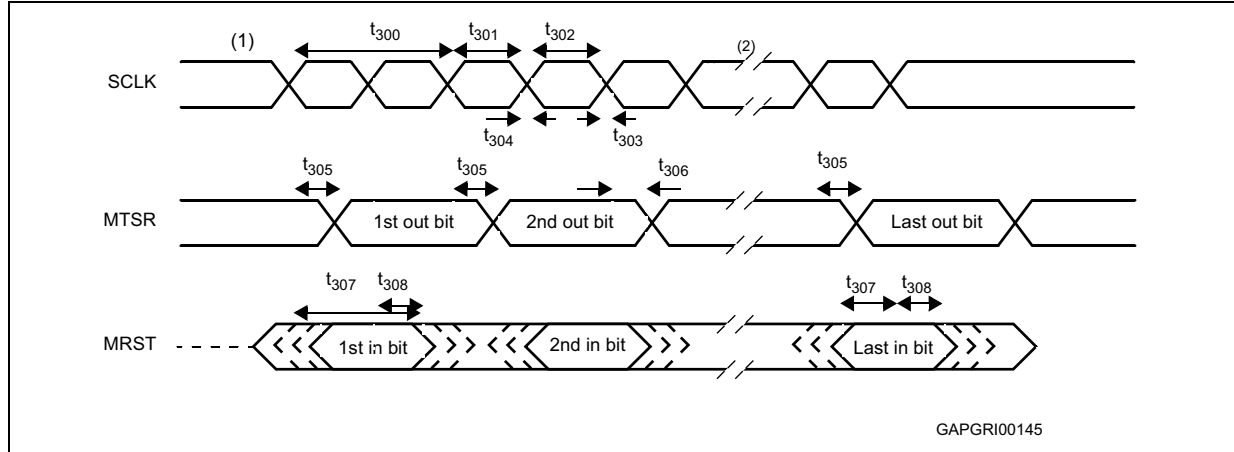 (1) t300 t301 t302 (2)
SCLK
t304 t303
t305 t305 t306 t305
MTSR 1st out bit 2nd out bit Last out bit
t307 t308 t307 t308
MRST 1st in bit 2nd in bit Last in bit
GAPGRI00145